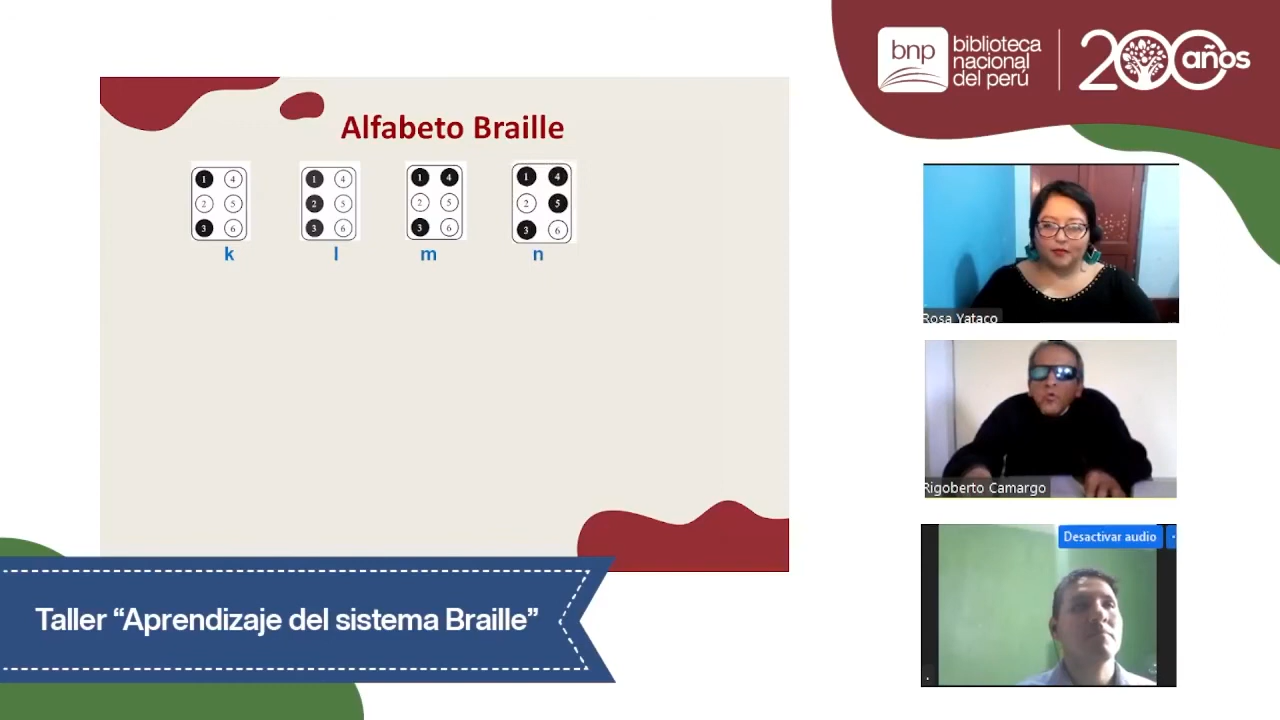 bnp
biblioteca
nacional
del perú
200 años
Alfabeto Braille
1 4
2 5
3 6
k
1 4
2 5
3 6
l
1 4
2 5
3 6
m
1 4
2 5
3 6
n
Rosa Yataco
Rigoberto Camargo
Desactivar audio
Taller “Aprendizaje del sistema Braille”